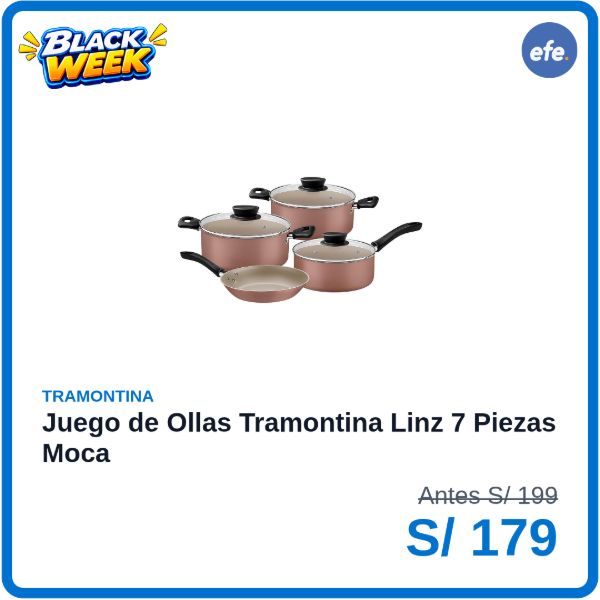 BLACK
WEEK
efe.
TRAMONTINA
Juego de Ollas Tramontina Linz 7 Piezas
Moca
Antes S/ 199
S/ 179